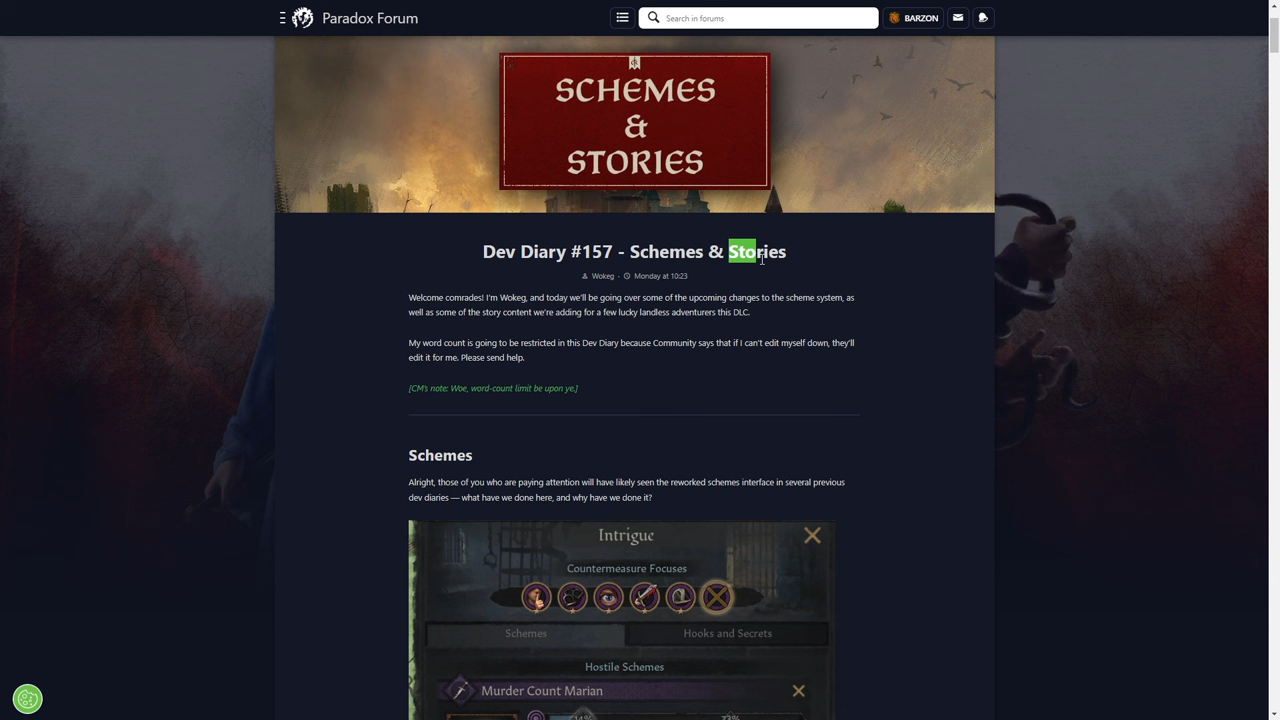 Paradox Forum
Search in forums
BARZON
SCHEMES
&
STORIES
Dev Diary #157 - Schemes & Stories
Wokeg · Monday at 10:23
Welcome comrades! I'm Wokeg, and today we'll be going over some of the upcoming changes to the scheme system, as
well as some of the story content we're adding for a few lucky landless adventurers this DLC.
My word count is going to be restricted in this Dev Diary because Community says that if I can't edit myself down, they'll
edit it for me. Please send help.
[CM's note: Woe, word-count limit be upon ye.]
Schemes
Alright, those of you who are paying attention will have likely seen the reworked schemes interface in several previous
dev diaries — what have we done here, and why have we done it?
Intrigue
Countermeasure Focuses
Schemes
Hooks and Secrets
Hostile Schemes
Murder Count Marian